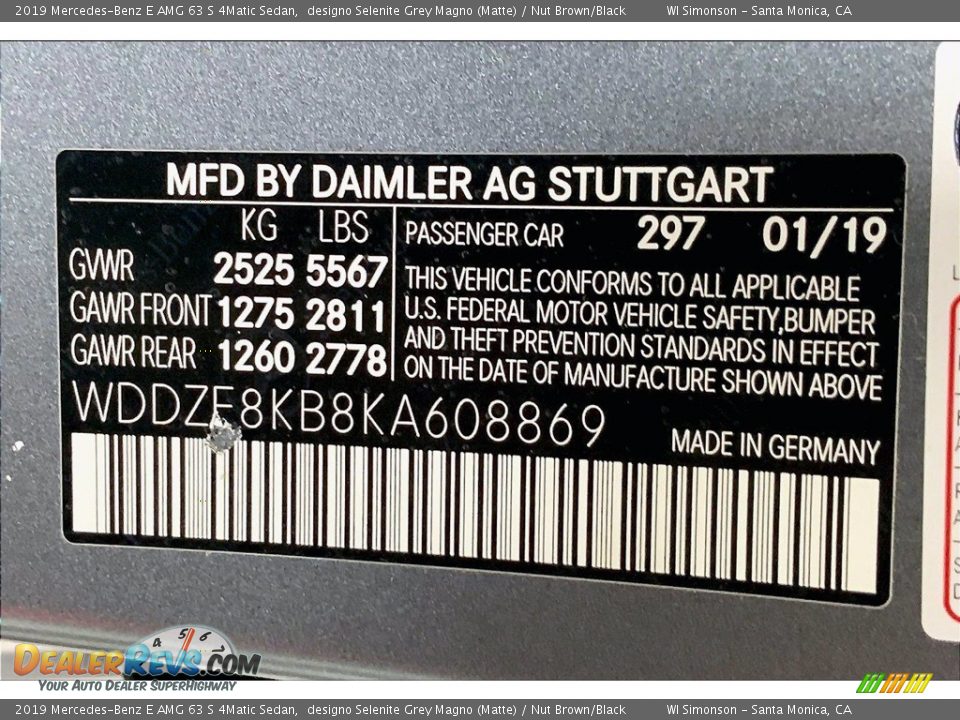 2019 Mercedes-Benz E AMG 63 S 4Matic Sedan, designo Selenite Grey Magno (Matte) / Nut Brown/Black WI Simonson - Santa Monica, CA
MFD BY DAIMLER AG STUTTGART
KG LBS
GVWR 2525 5567
GAWR FRONT 1275 2811
GAWR REAR 1260 2778
PASSENGER CAR 297 01/19
THIS VEHICLE CONFORMS TO ALL APPLICABLE
U.S. FEDERAL MOTOR VEHICLE SAFETY,BUMPER
AND THEFT PREVENTION STANDARDS IN EFFECT
ON THE DATE OF MANUFACTURE SHOWN ABOVE
WDDZF8KB8KA608869
MADE IN GERMANY
4 5 6
DEALERREVS.COM
YOUR AUTO DEALER SUPERHIGHWAY
2019 Mercedes-Benz E AMG 63 S 4Matic Sedan, designo Selenite Grey Magno (Matte) / Nut Brown/Black WI Simonson - Santa Monica, CA